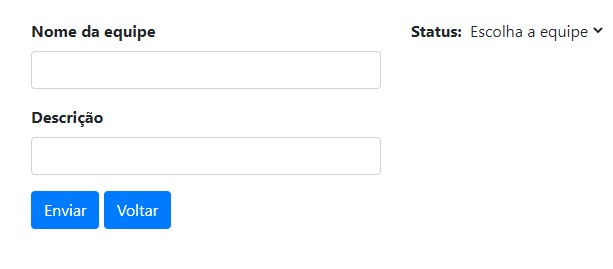 Nome da equipe
Status: Escolha a equipe
Descrição
Enviar Voltar